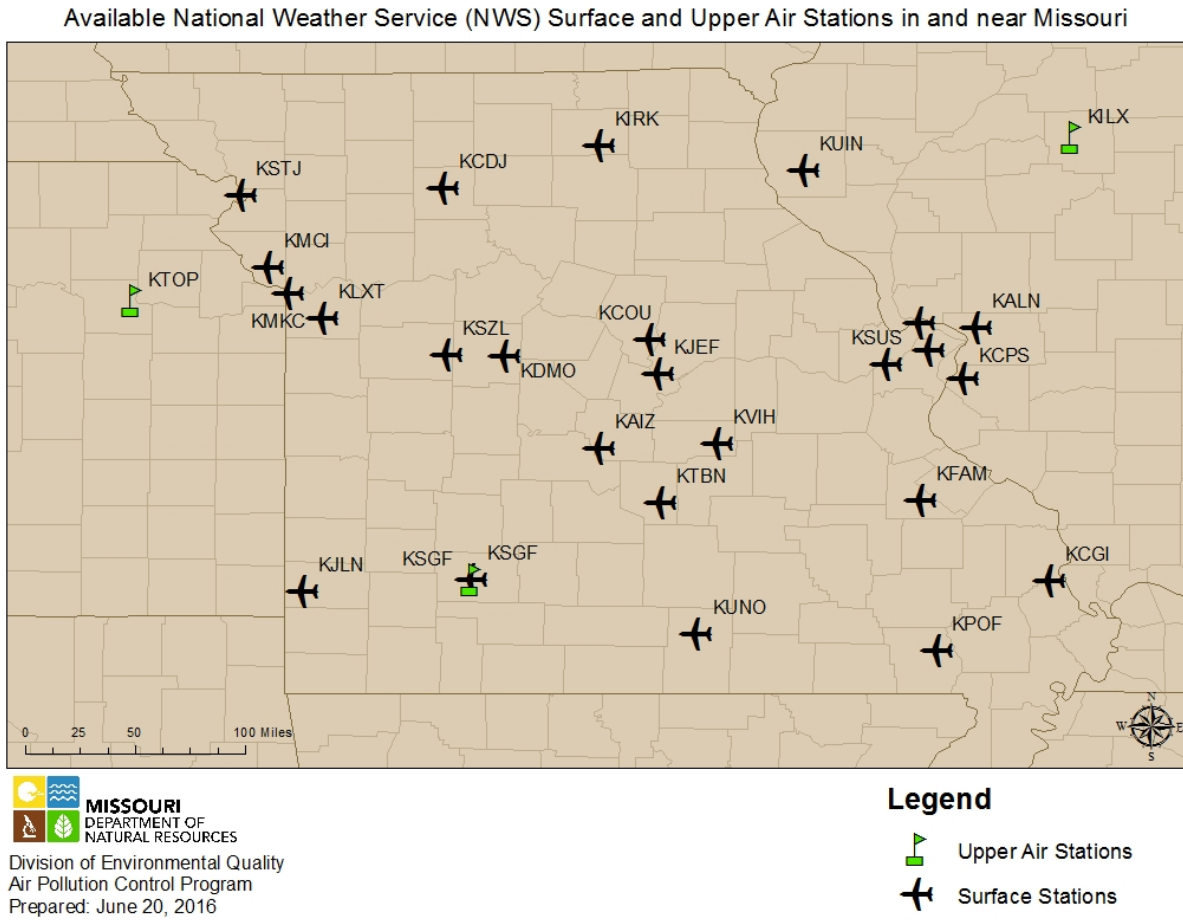 Available National Weather Service (NWS) Surface and Upper Air Stations in and near Missouri
KIRK
KILX
KUIN
KCDJ
KSTJ
KMCI
KTOP
KLXT
KMKC
KCOU
KALN
KSZL
KJEF
KSUS
KCPS
KDMO
KAIZ
KVIH
KTBN
KFAM
KSGF
KSGF
KJLN
KCGI
KUNO
KPOF
0 25 50 100 Miles
N
W E
S
MISSOURI
DEPARTMENT OF
NATURAL RESOURCES
Division of Environmental Quality
Air Pollution Control Program
Prepared: June 20, 2016
Legend
Upper Air Stations
Surface Stations